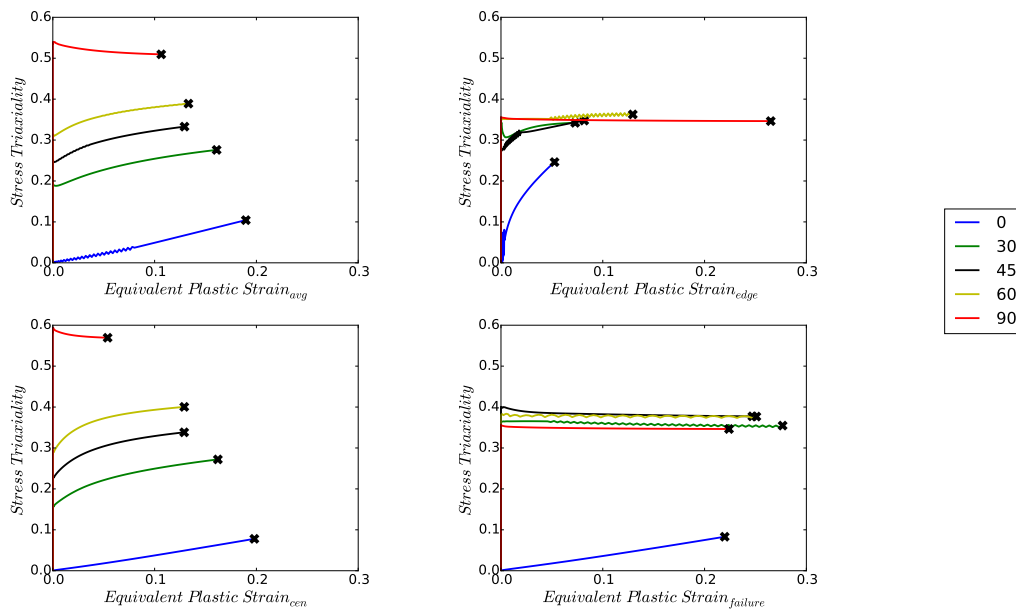 0.6
0.5
0.4
0.3
0.2
0.1
0.0
Stress Triaxiality
0.0 0.1 0.2 0.3
Equivalent Plastic Strain_avg
0.6
0.5
0.4
0.3
0.2
0.1
0.0
Stress Triaxiality
0.0 0.1 0.2 0.3
Equivalent Plastic Strain_edge
0
30
45
60
90
0.6
0.5
0.4
0.3
0.2
0.1
0.0
Stress Triaxiality
0.0 0.1 0.2 0.3
Equivalent Plastic Strain_cen
0.6
0.5
0.4
0.3
0.2
0.1
0.0
Stress Triaxiality
0.0 0.1 0.2 0.3
Equivalent Plastic Strain_failure